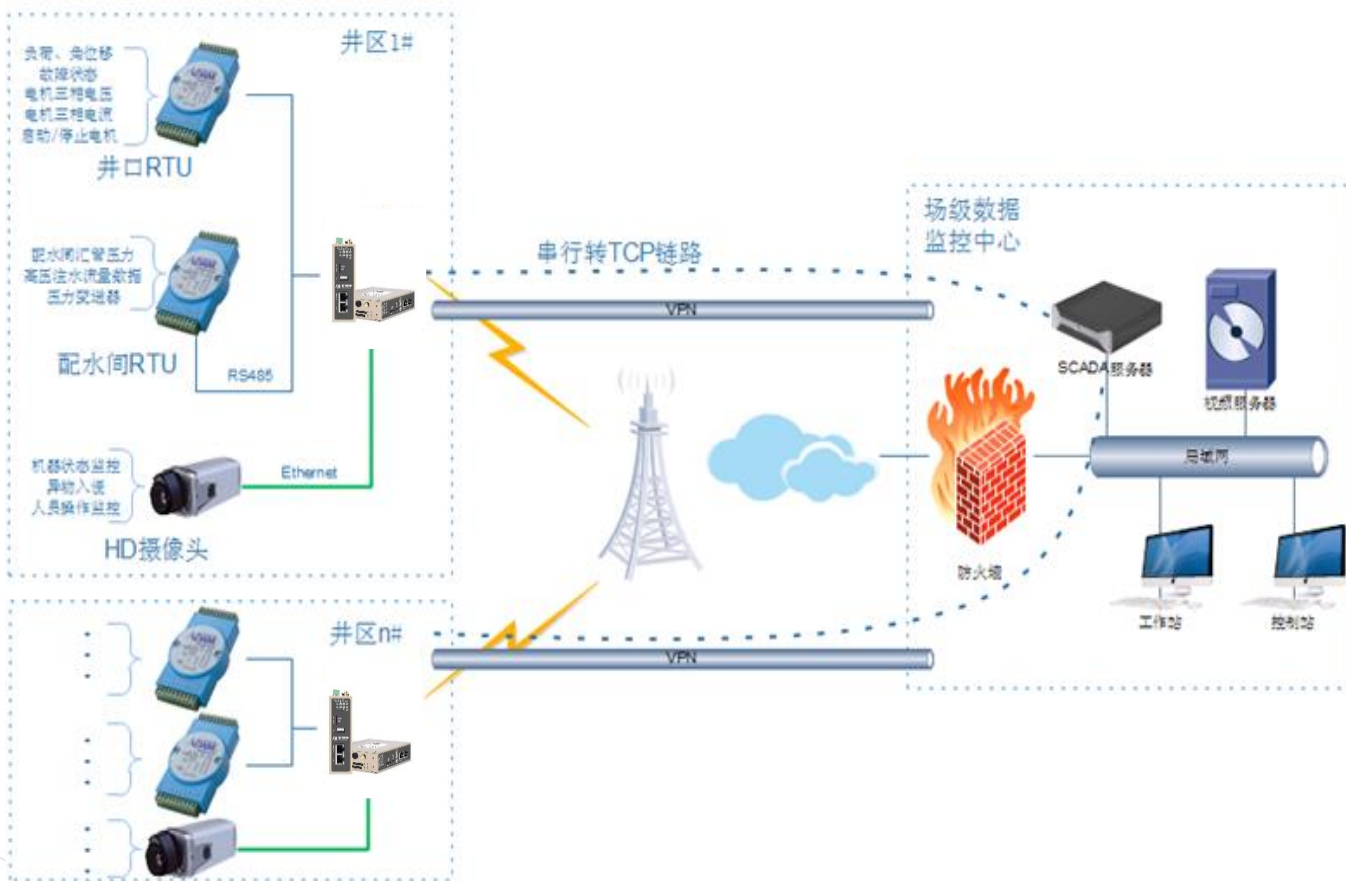 井区1#
负荷、角位移
故障状态
电机三相电压
电机三相电流
启动/停止电机
井口RTU
配水间汇管压力
高压注水流量数据
压力变送器
配水间RTU
RS485
机器状态监控
异物入侵
人员操作监控
HD摄像头
Ethernet
串行转TCP链路
VPN
场级数据
监控中心
SCADA服务器
视频服务器
局域网
防火墙
工作站
控制站
井区n#
VPN